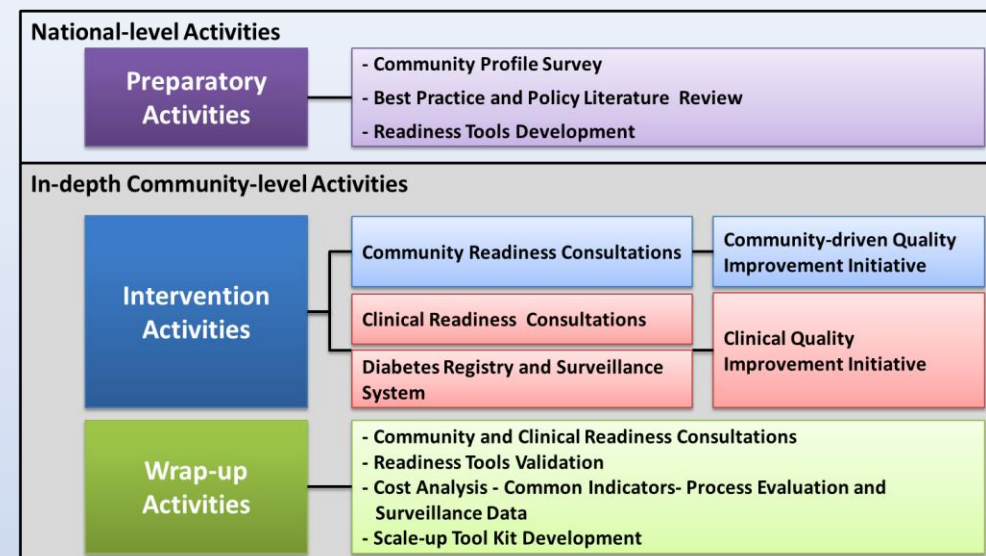 National-level Activities
Preparatory
Activities
- Community Profile Survey
- Best Practice and Policy Literature Review
- Readiness Tools Development
In-depth Community-level Activities
Intervention
Activities
Community Readiness Consultations
Community-driven Quality
Improvement Initiative
Clinical Readiness Consultations
Diabetes Registry and Surveillance
System
Clinical Quality
Improvement Initiative
Wrap-up
Activities
- Community and Clinical Readiness Consultations
- Readiness Tools Validation
- Cost Analysis - Common Indicators- Process Evaluation and
Surveillance Data
- Scale-up Tool Kit Development